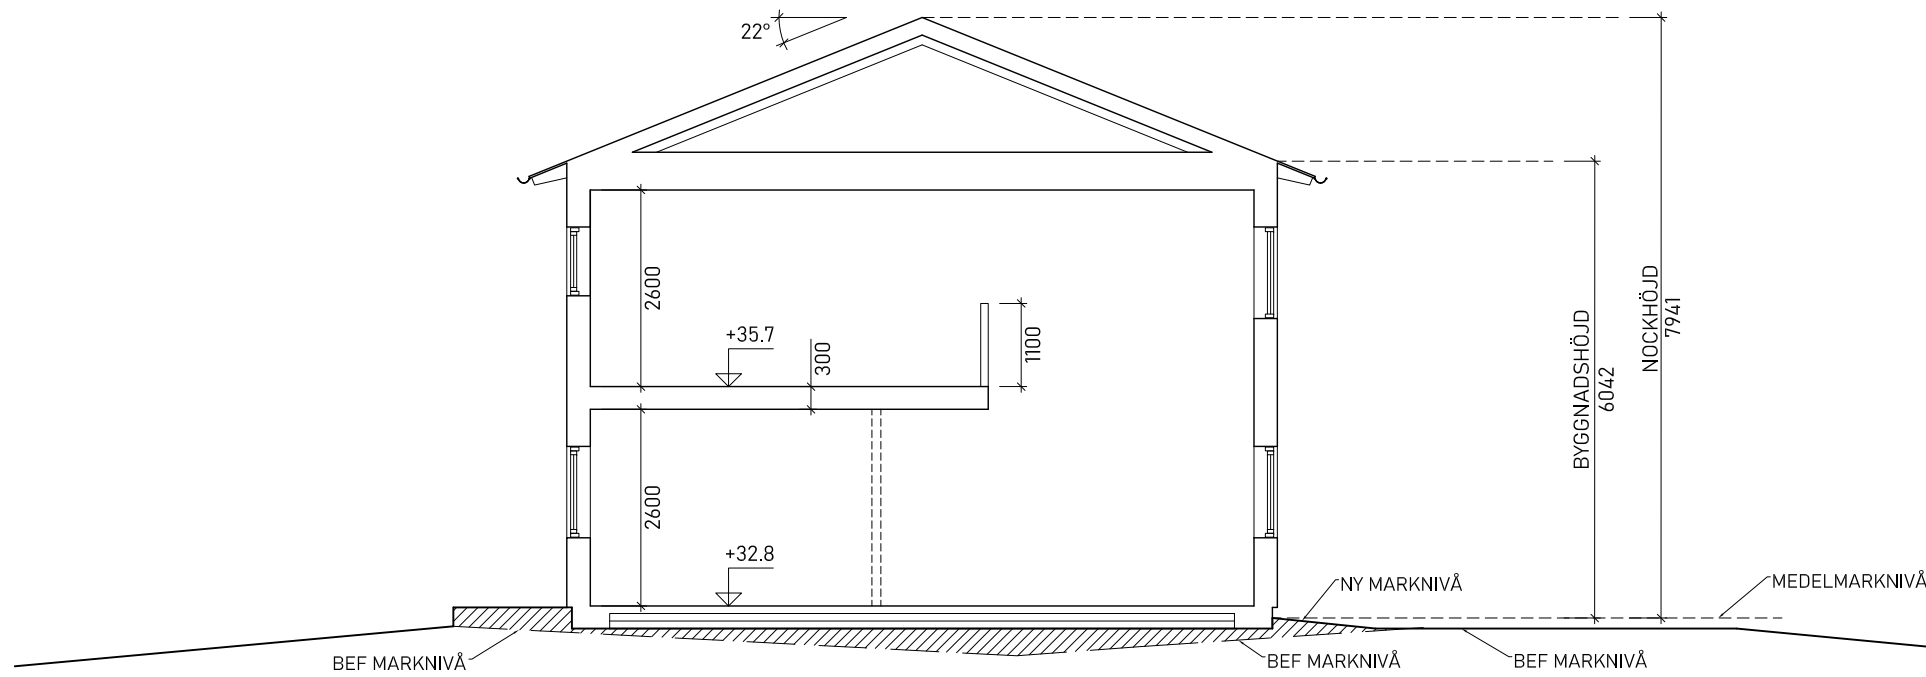 22°
2600
+35.7
300
1100
BYGGNADSHÖJD
6042
NOCKHÖJD
7941
2600
+32.8
NY MARKNIVÅ
MEDELMARKNIVÅ
BEF MARKNIVÅ
BEF MARKNIVÅ
BEF MARKNIVÅ